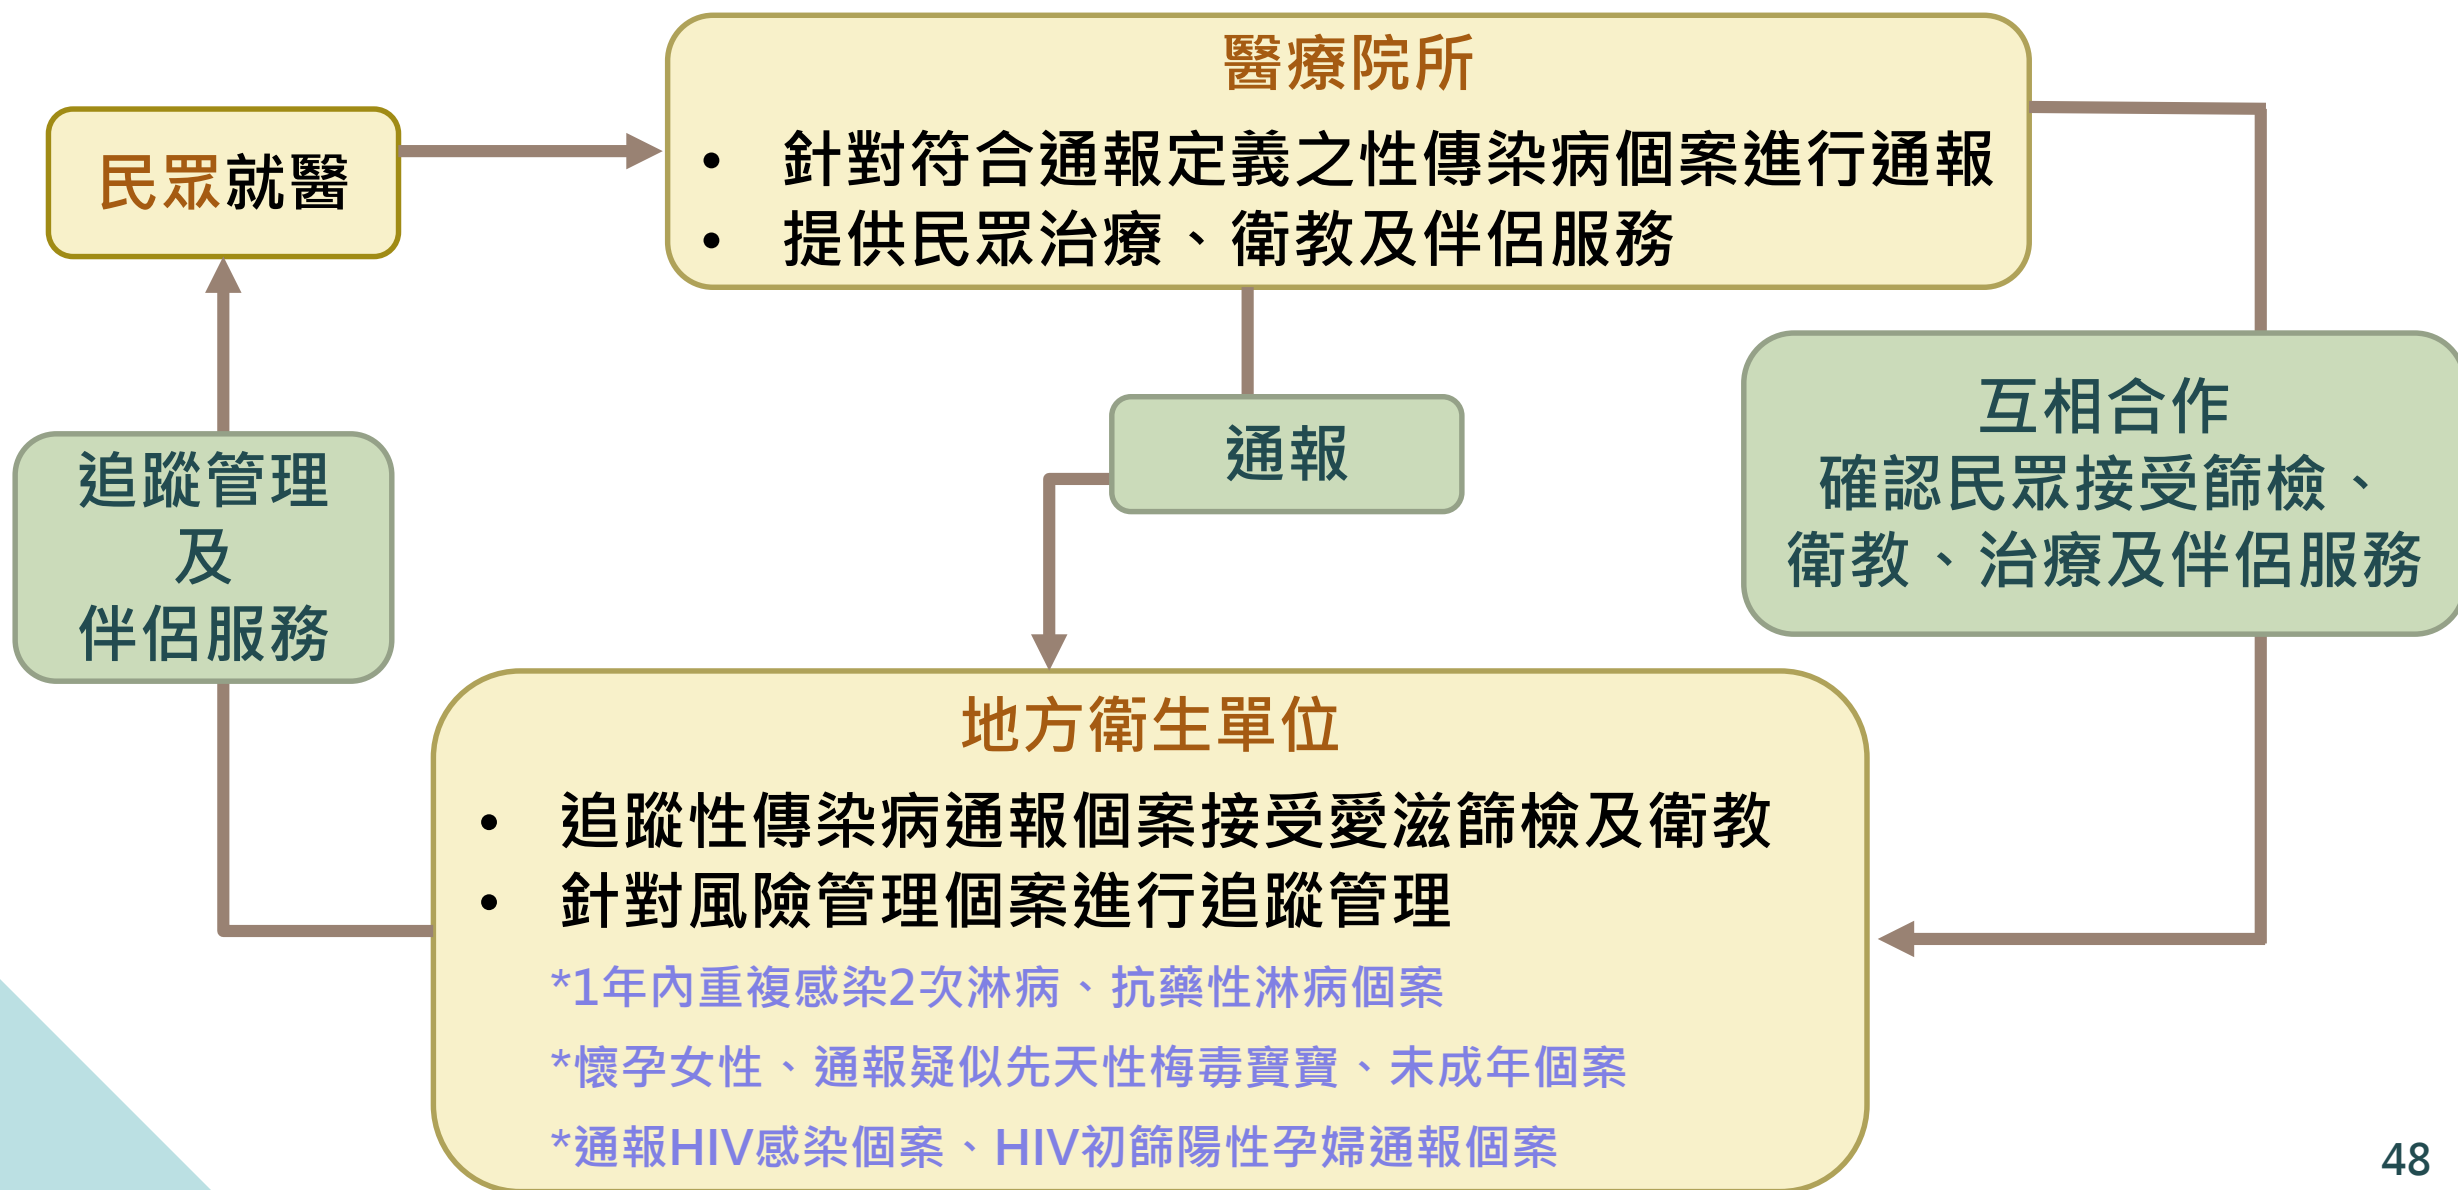 民眾就醫
醫療院所
• 針對符合通報定義之性傳染病個案進行通報
• 提供民眾治療、衛教及伴侶服務
通報
互相合作
確認民眾接受篩檢、
衛教、治療及伴侶服務
追蹤管理
及
伴侶服務
地方衛生單位
• 追蹤性傳染病通報個案接受愛滋篩檢及衛教
• 針對風險管理個案進行追蹤管理
*1年內重複感染2次淋病、抗藥性淋病個案
*懷孕女性、通報疑似先天性梅毒寶寶、未成年個案
*通報HIV感染個案、HIV初篩陽性孕婦通報個案
48